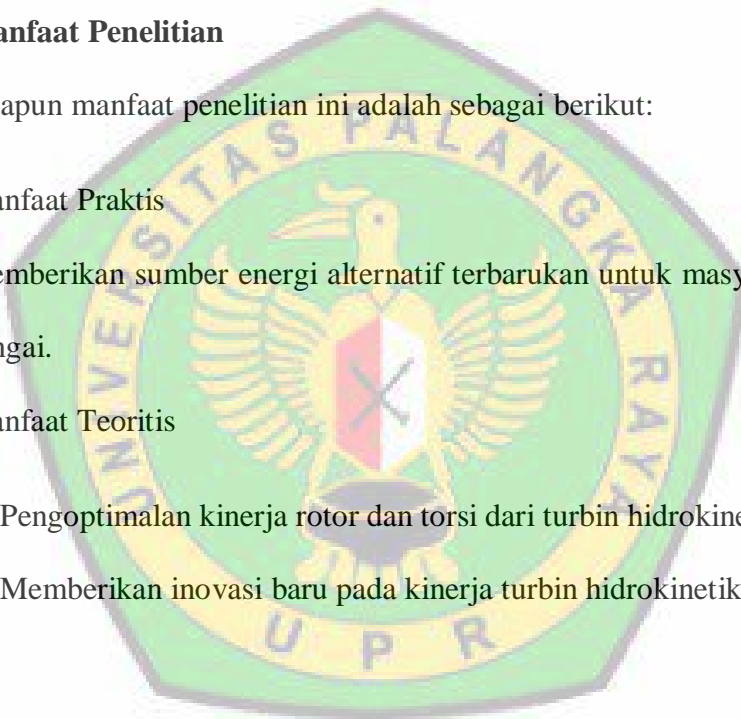 anfaat Penelitian
apun manfaat penelitian ini adalah sebagai berikut:
anfaat Praktis
emberikan sumber energi alternatif terbarukan untuk masy
ngai.
anfaat Teoritis
Pengoptimalan kinerja rotor dan torsi dari turbin hidrokine
Memberikan inovasi baru pada kinerja turbin hidrokinetik
UNIVERSITAS PALANGKA RAYA
UPR